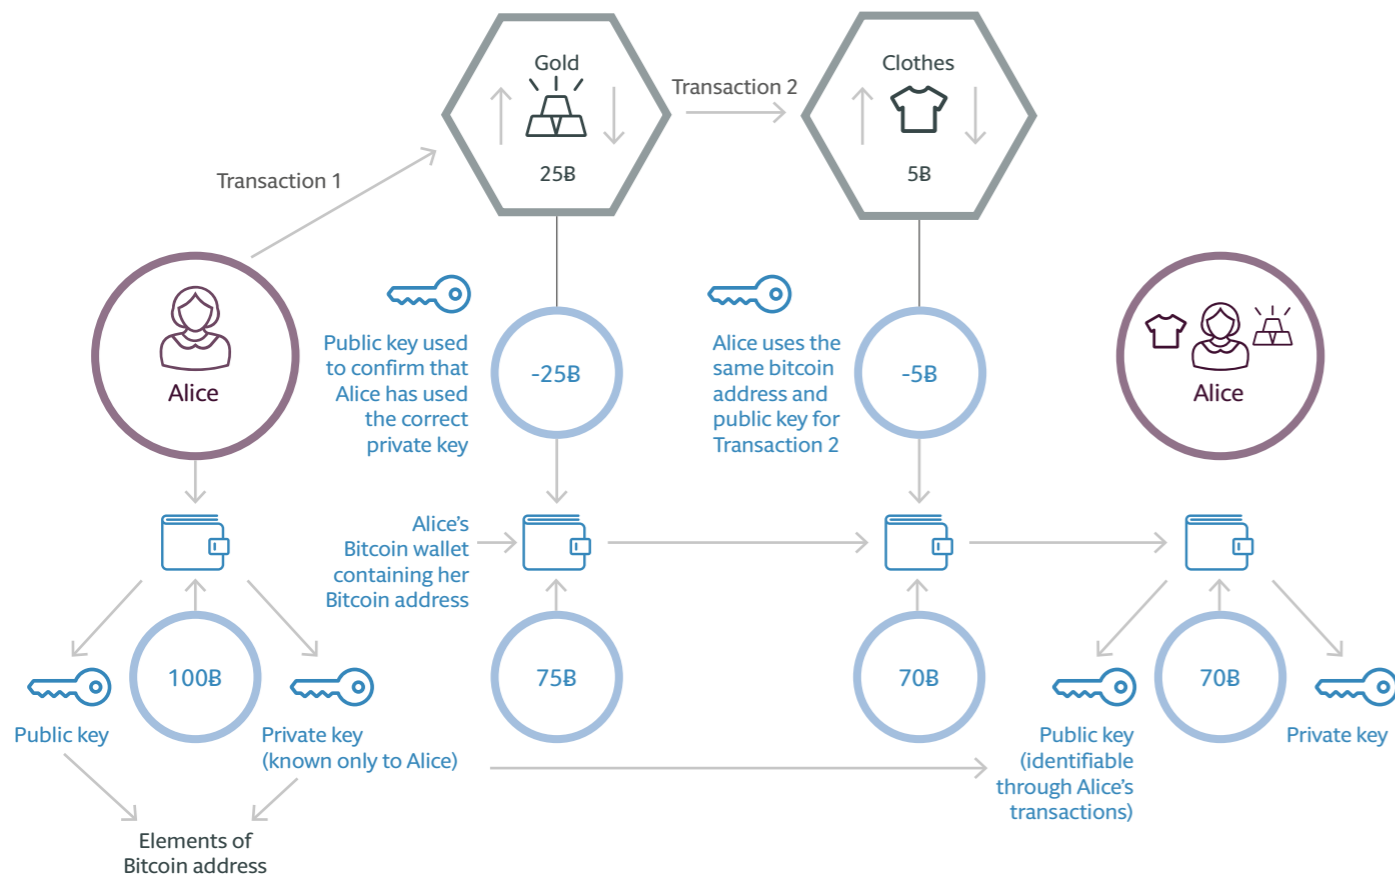 Gold
25Ƀ
Transaction 2
Clothes
5Ƀ
Transaction 1
Alice
Public key used
to confirm that
Alice has used
the correct
private key
-25Ƀ
Alice uses the
same bitcoin
address and
public key for
Transaction 2
-5Ƀ
Alice
Alice's
Bitcoin wallet
containing her
Bitcoin address
100Ƀ
75Ƀ
70Ƀ
70Ƀ
Public key
Private key
(known only to Alice)
Public key
(identifiable
through Alice's
transactions)
Private key
Elements of
Bitcoin address